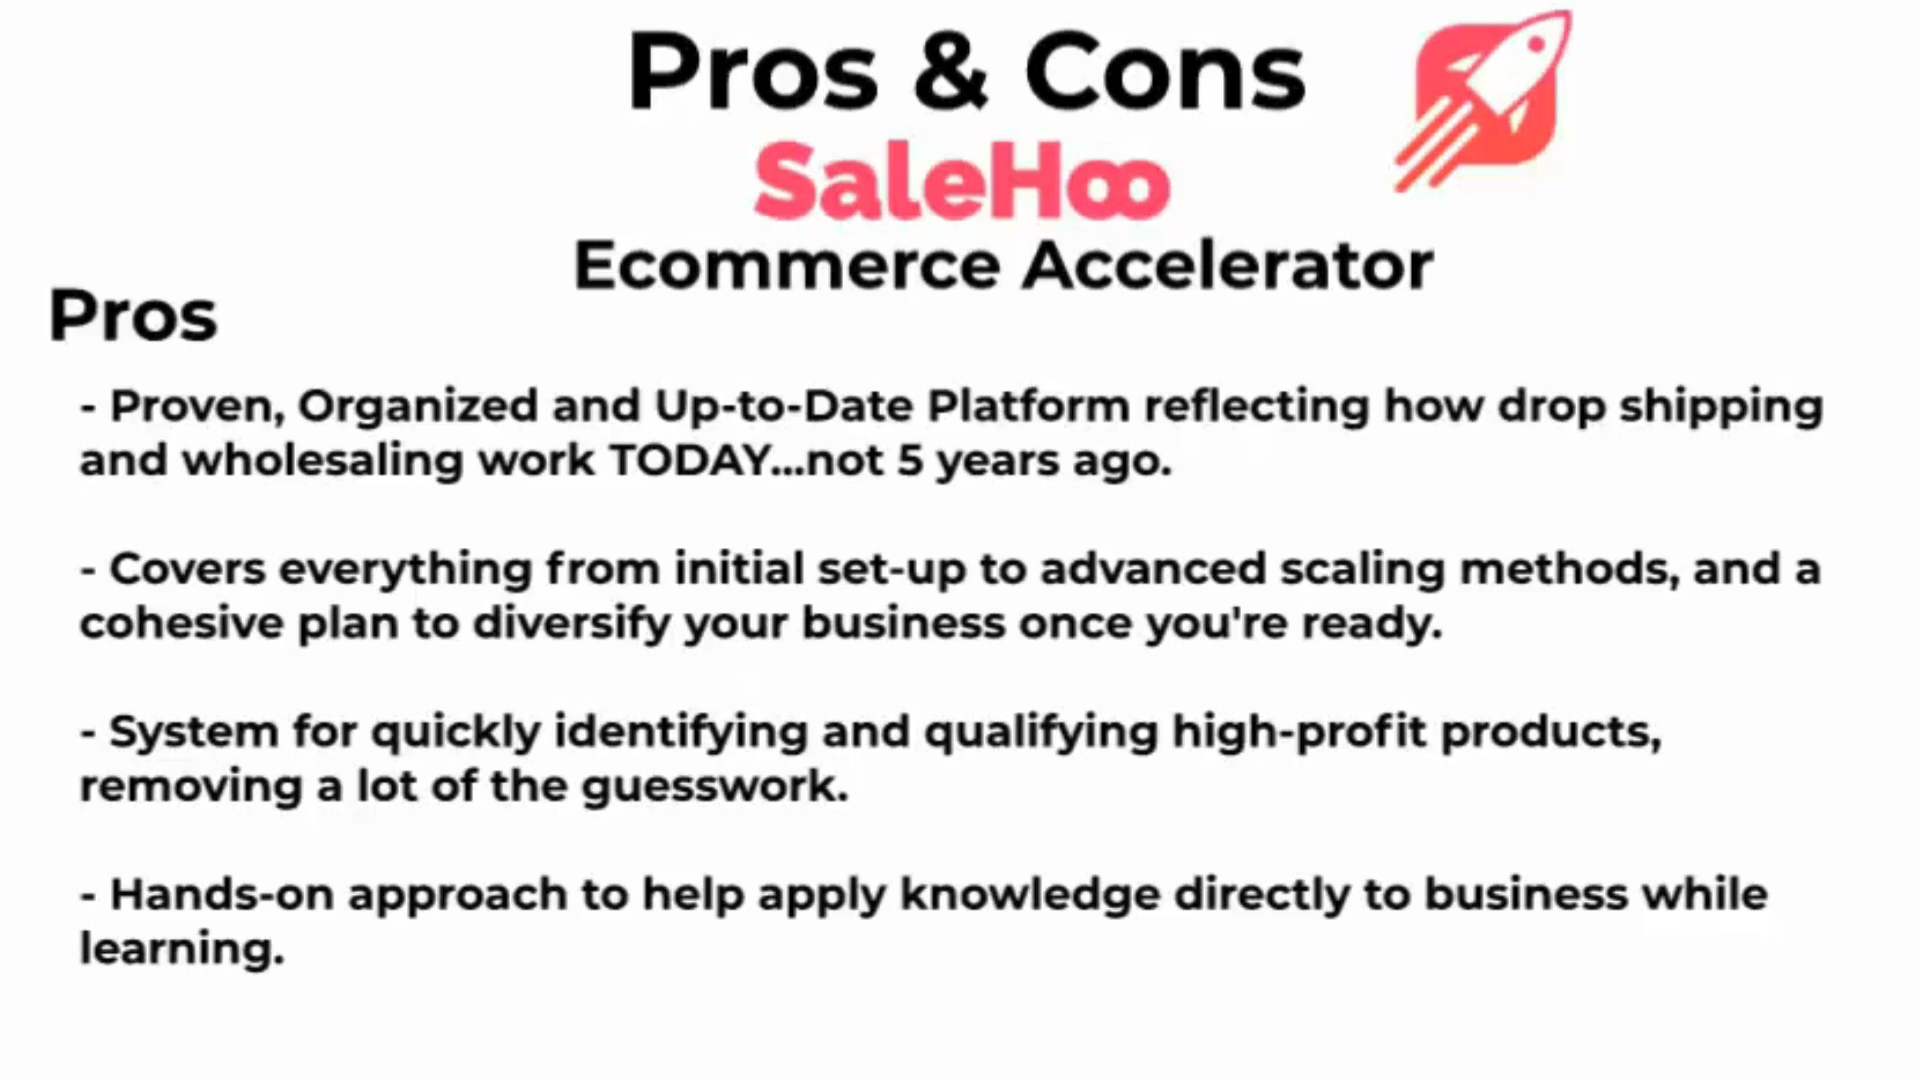 Pros & Cons
SaleHoo
Ecommerce Accelerator
Pros
- Proven, Organized and Up-to-Date Platform reflecting how drop shipping
and wholesaling work TODAY...not 5 years ago.
- Covers everything from initial set-up to advanced scaling methods, and a
cohesive plan to diversify your business once you're ready.
- System for quickly identifying and qualifying high-profit products,
removing a lot of the guesswork.
- Hands-on approach to help apply knowledge directly to business while
learning.